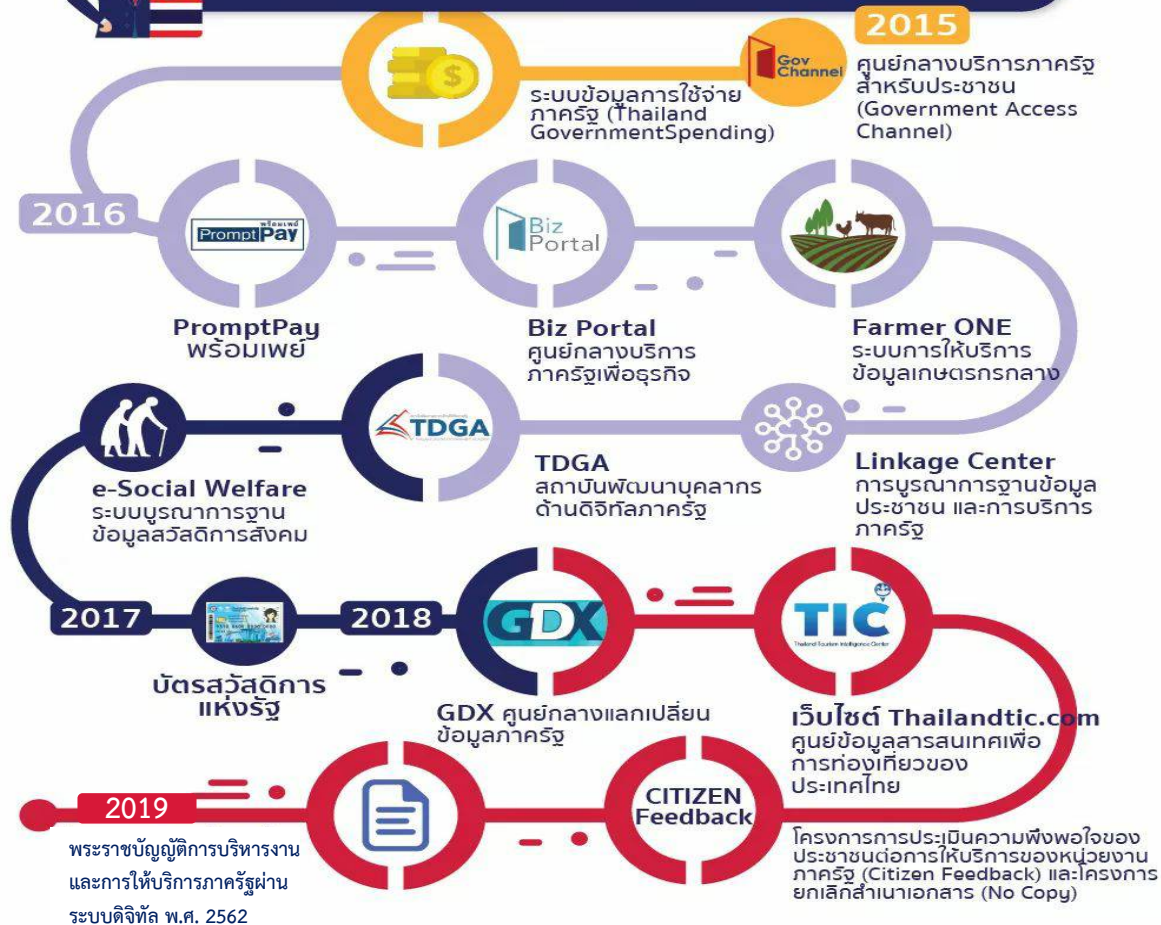 2015
Gov
Channel
ศูนย์กลางบริการภาครัฐ
สำหรับประชาชน
(Government Access
Channel)
ระบบข้อมูลการใช้จ่าย
ภาครัฐ (Thailand
GovernmentSpending)
2016
พร้อมเพย์
PromptPay
Biz
Portal
PromptPay
พร้อมเพย์
Biz Portal
ศูนย์กลางบริการ
ภาครัฐเพื่อธุรกิจ
Farmer ONE
ระบบการให้บริการ
ข้อมูลเกษตรกรกลาง
TDGA
e-Social Welfare
ระบบบูรณาการฐาน
ข้อมูลสวัสดิการสังคม
TDGA
สถาบันพัฒนาบุคลากร
ด้านดิจิทัลภาครัฐ
Linkage Center
การบูรณาการฐานข้อมูล
ประชาชน และการบริการ
ภาครัฐ
2017
2018
GDX
TIC
Thailand Tourism Intelligence Center
บัตรสวัสดิการ
แห่งรัฐ
GDX ศูนย์กลางแลกเปลี่ยน
ข้อมูลภาครัฐ
เว็บไซต์ Thailandtic.com
ศูนย์ข้อมูลสารสนเทศเพื่อ
การท่องเที่ยวของ
ประเทศไทย
2019
CITIZEN
Feedback
พระราชบัญญัติการบริหารงาน
และการให้บริการภาครัฐผ่าน
ระบบดิจิทัล พ.ศ. 2562
โครงการการประเมินความพึงพอใจของ
ประชาชนต่อการให้บริการของหน่วยงาน
ภาครัฐ (Citizen Feedback) และโครงการ
ยกเลิกสำเนาเอกสาร (No Copy)